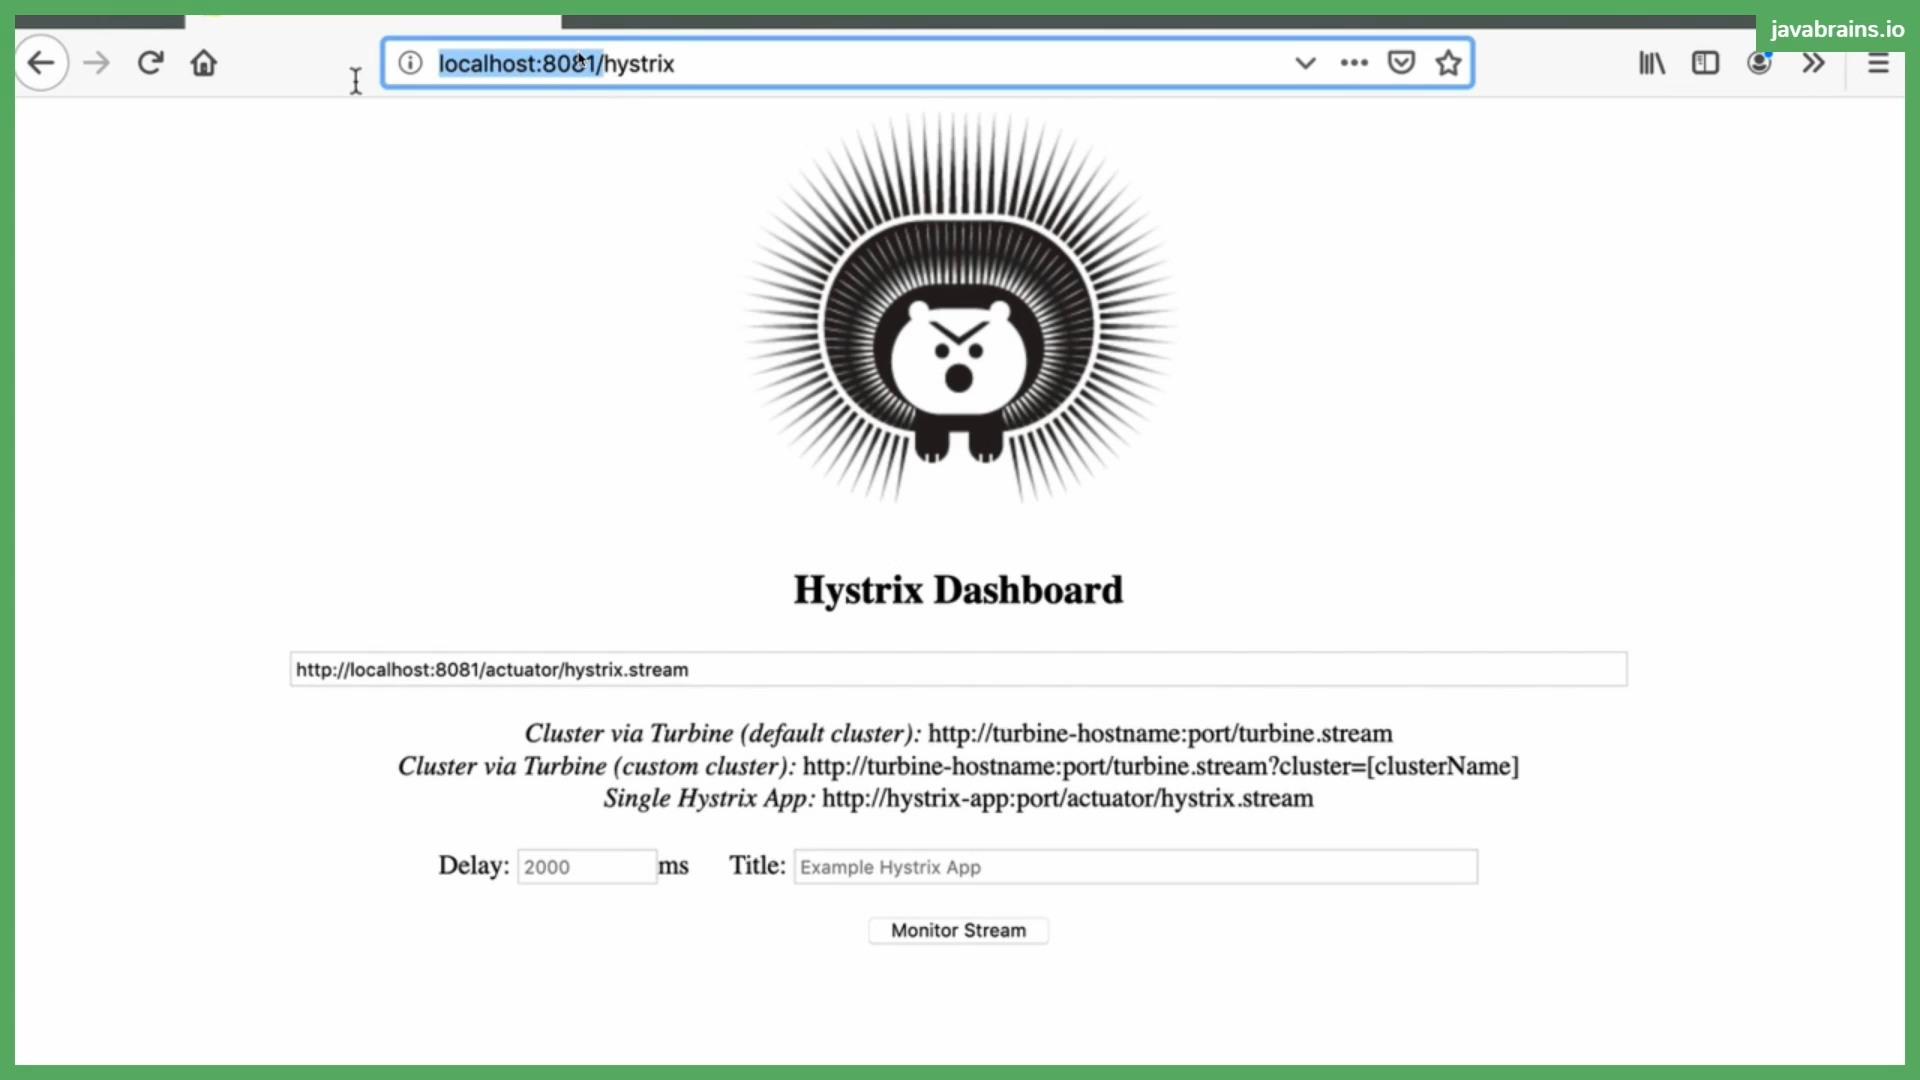 javabrains.io
localhost:8081/hystrix
Hystrix Dashboard
http://localhost:8081/actuator/hystrix.stream
Cluster via Turbine (default cluster): http://turbine-hostname:port/turbine.stream
Cluster via Turbine (custom cluster): http://turbine-hostname:port/turbine.stream?cluster=[clusterName]
Single Hystrix App: http://hystrix-app:port/actuator/hystrix.stream
Delay: 2000 ms Title: Example Hystrix App
Monitor Stream